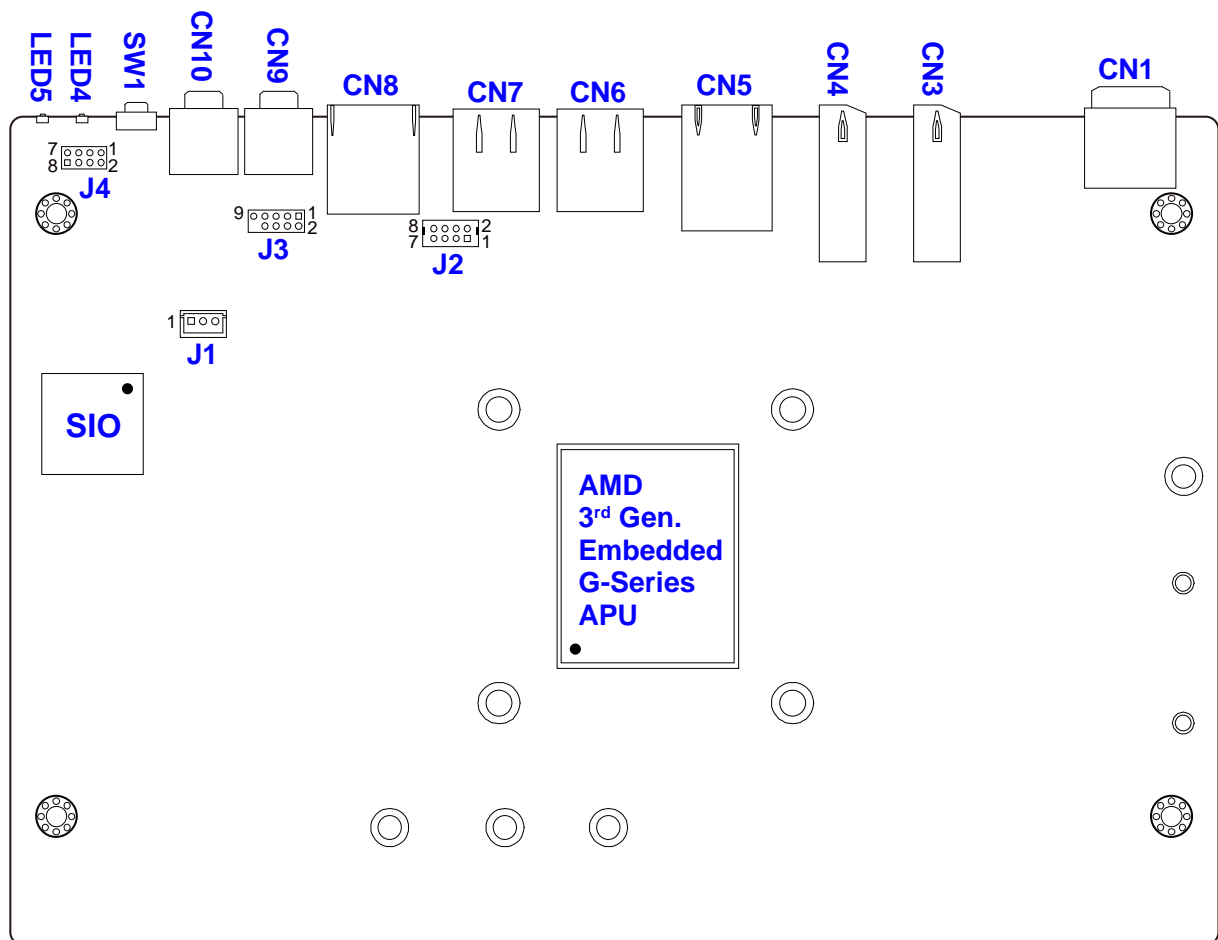 LED5
LED4
SW1
CN10
CN9
CN8
CN7
CN6
CN5
CN4
CN3
CN1
7 1
8 2
J4
9 1
2
J3
8 2
7 1
J2
1
J1
SIO
AMD
3rd Gen.
Embedded
G-Series
APU